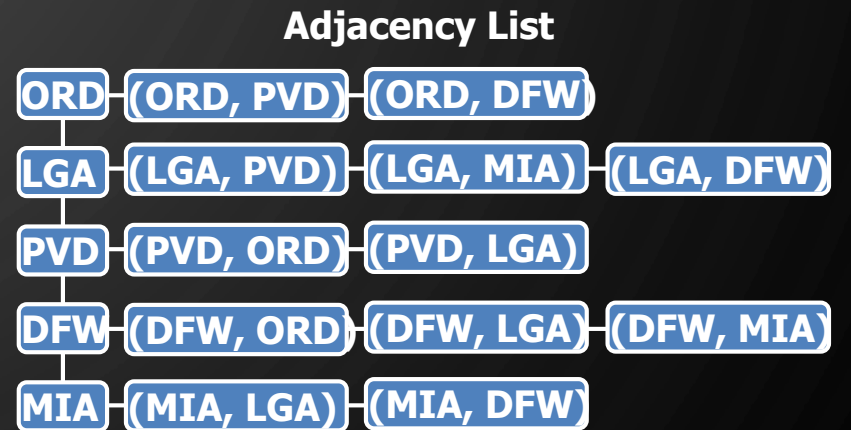 Adjacency List
ORD (ORD, PVD) (ORD, DFW)
LGA (LGA, PVD) (LGA, MIA) (LGA, DFW)
PVD (PVD, ORD) (PVD, LGA)
DFW (DFW, ORD) (DFW, LGA) (DFW, MIA)
MIA (MIA, LGA) (MIA, DFW)